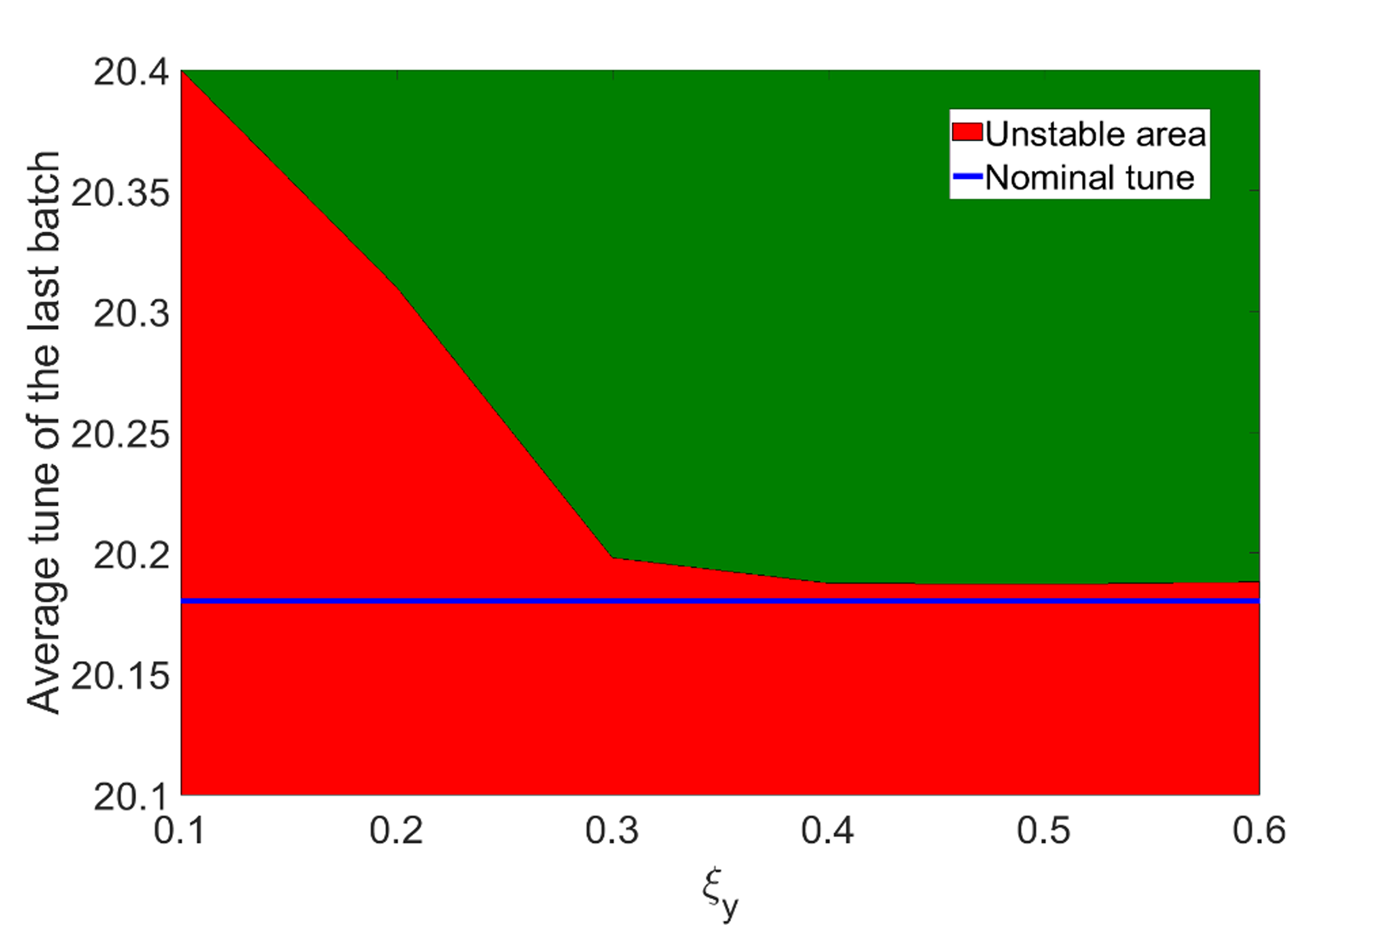 20.4
20.35
20.3
20.25
20.2
20.15
20.1
Average tune of the last batch
Unstable area
Nominal tune
0.1 0.2 0.3 0.4 0.5 0.6
ξy